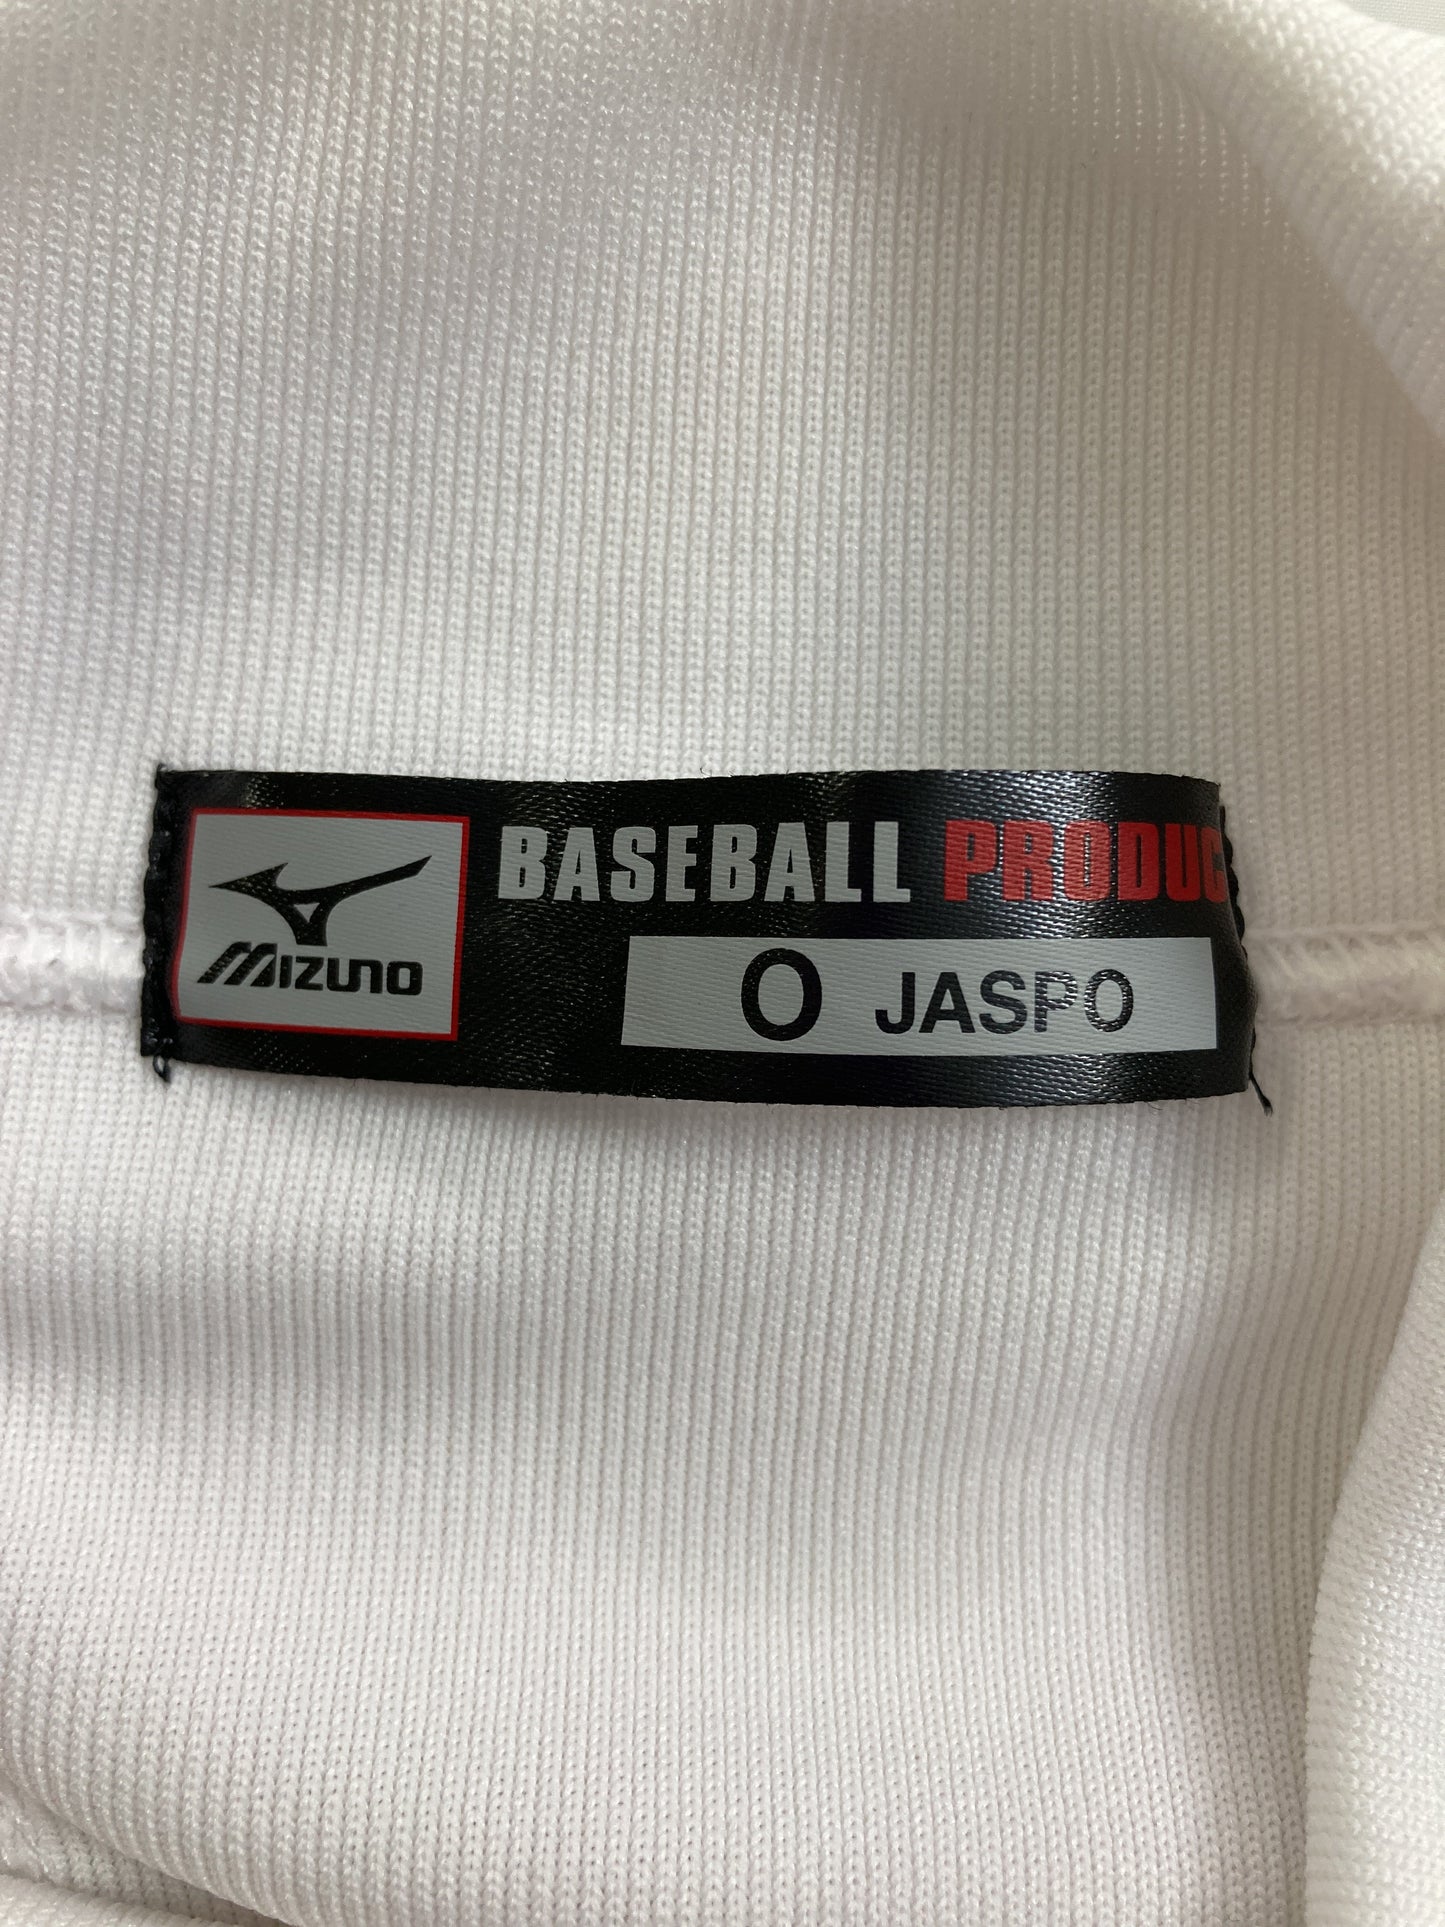 MIZUNO
BASEBALL PRODUC
O JASPO